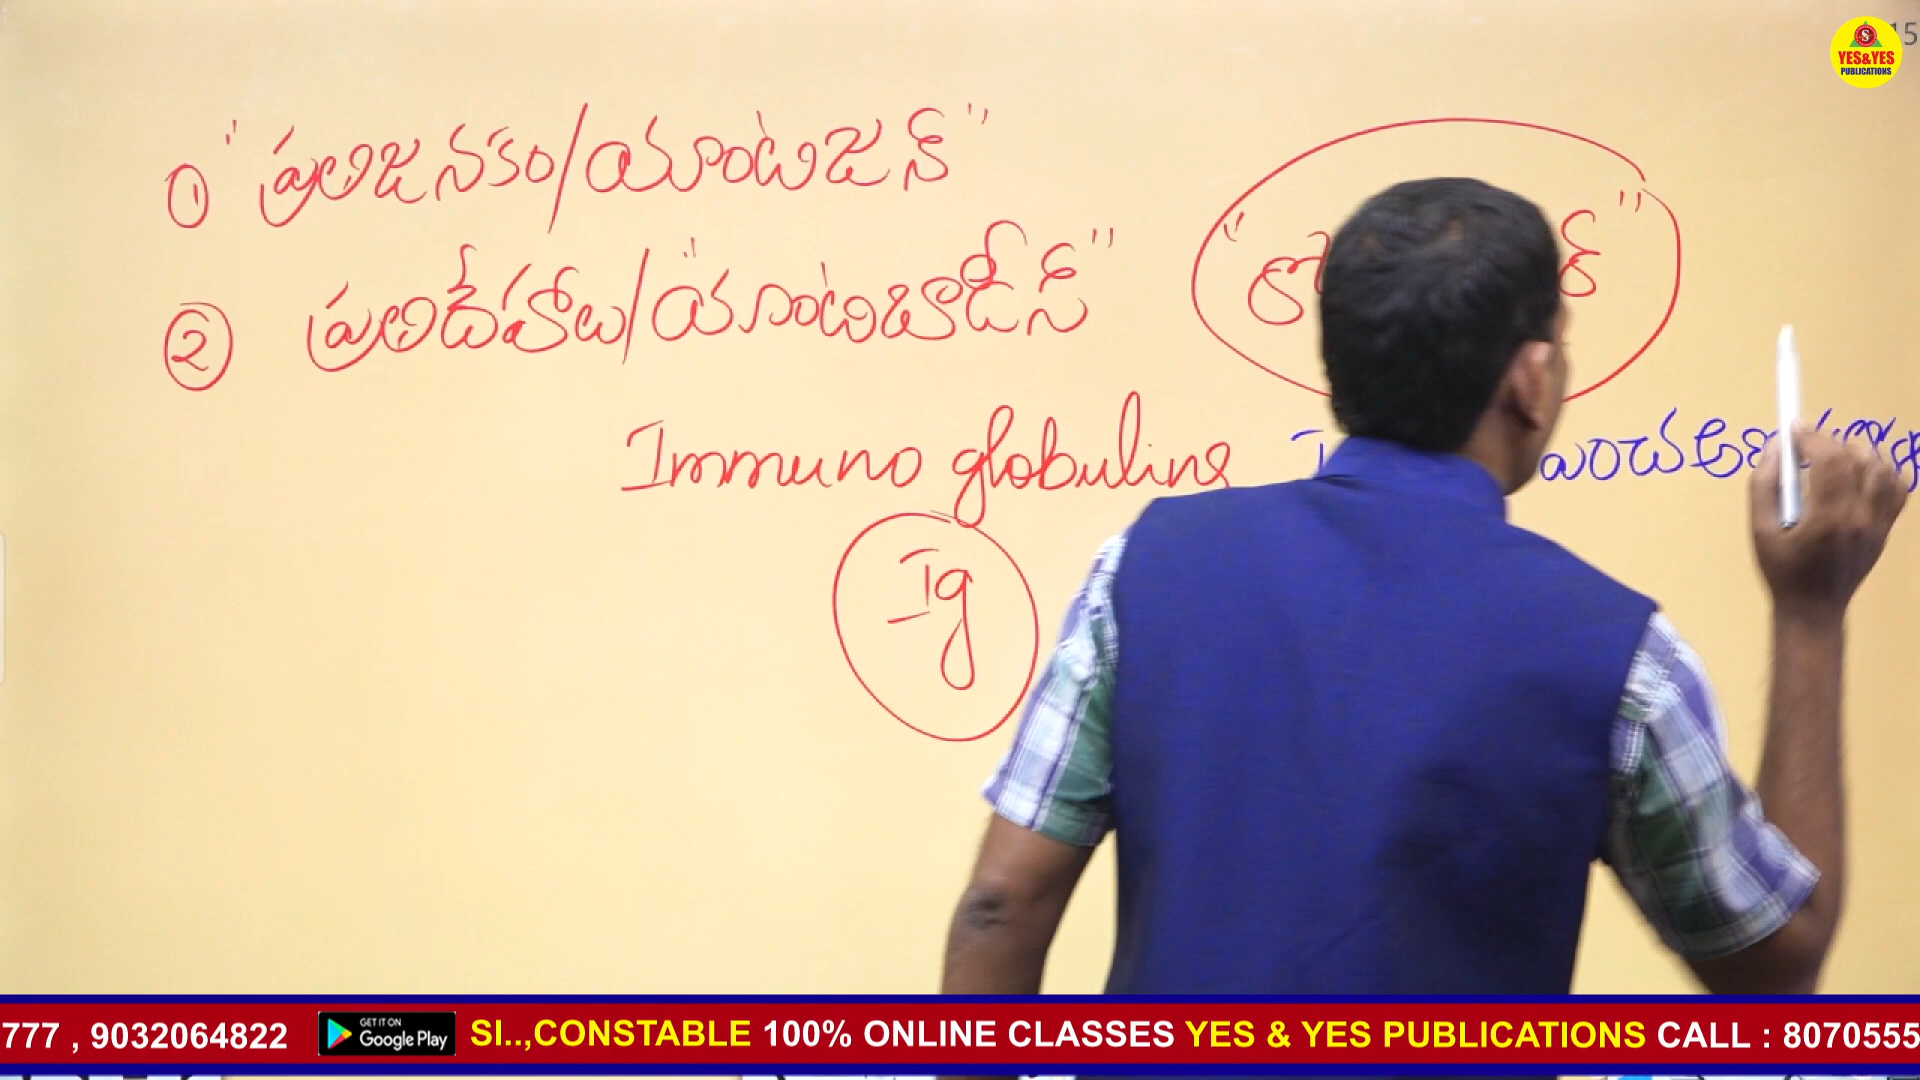 15
YES&YES
PUBLICATIONS
① "ప్రతిజనకం/యాంటిజన్"
② ప్రతిదేహాలు/"యాంటిబాడీస్"
Immuno globulins
Ig
777 , 9032064822 GET IT ON Google Play SI..,CONSTABLE 100% ONLINE CLASSES YES & YES PUBLICATIONS CALL : 8070555